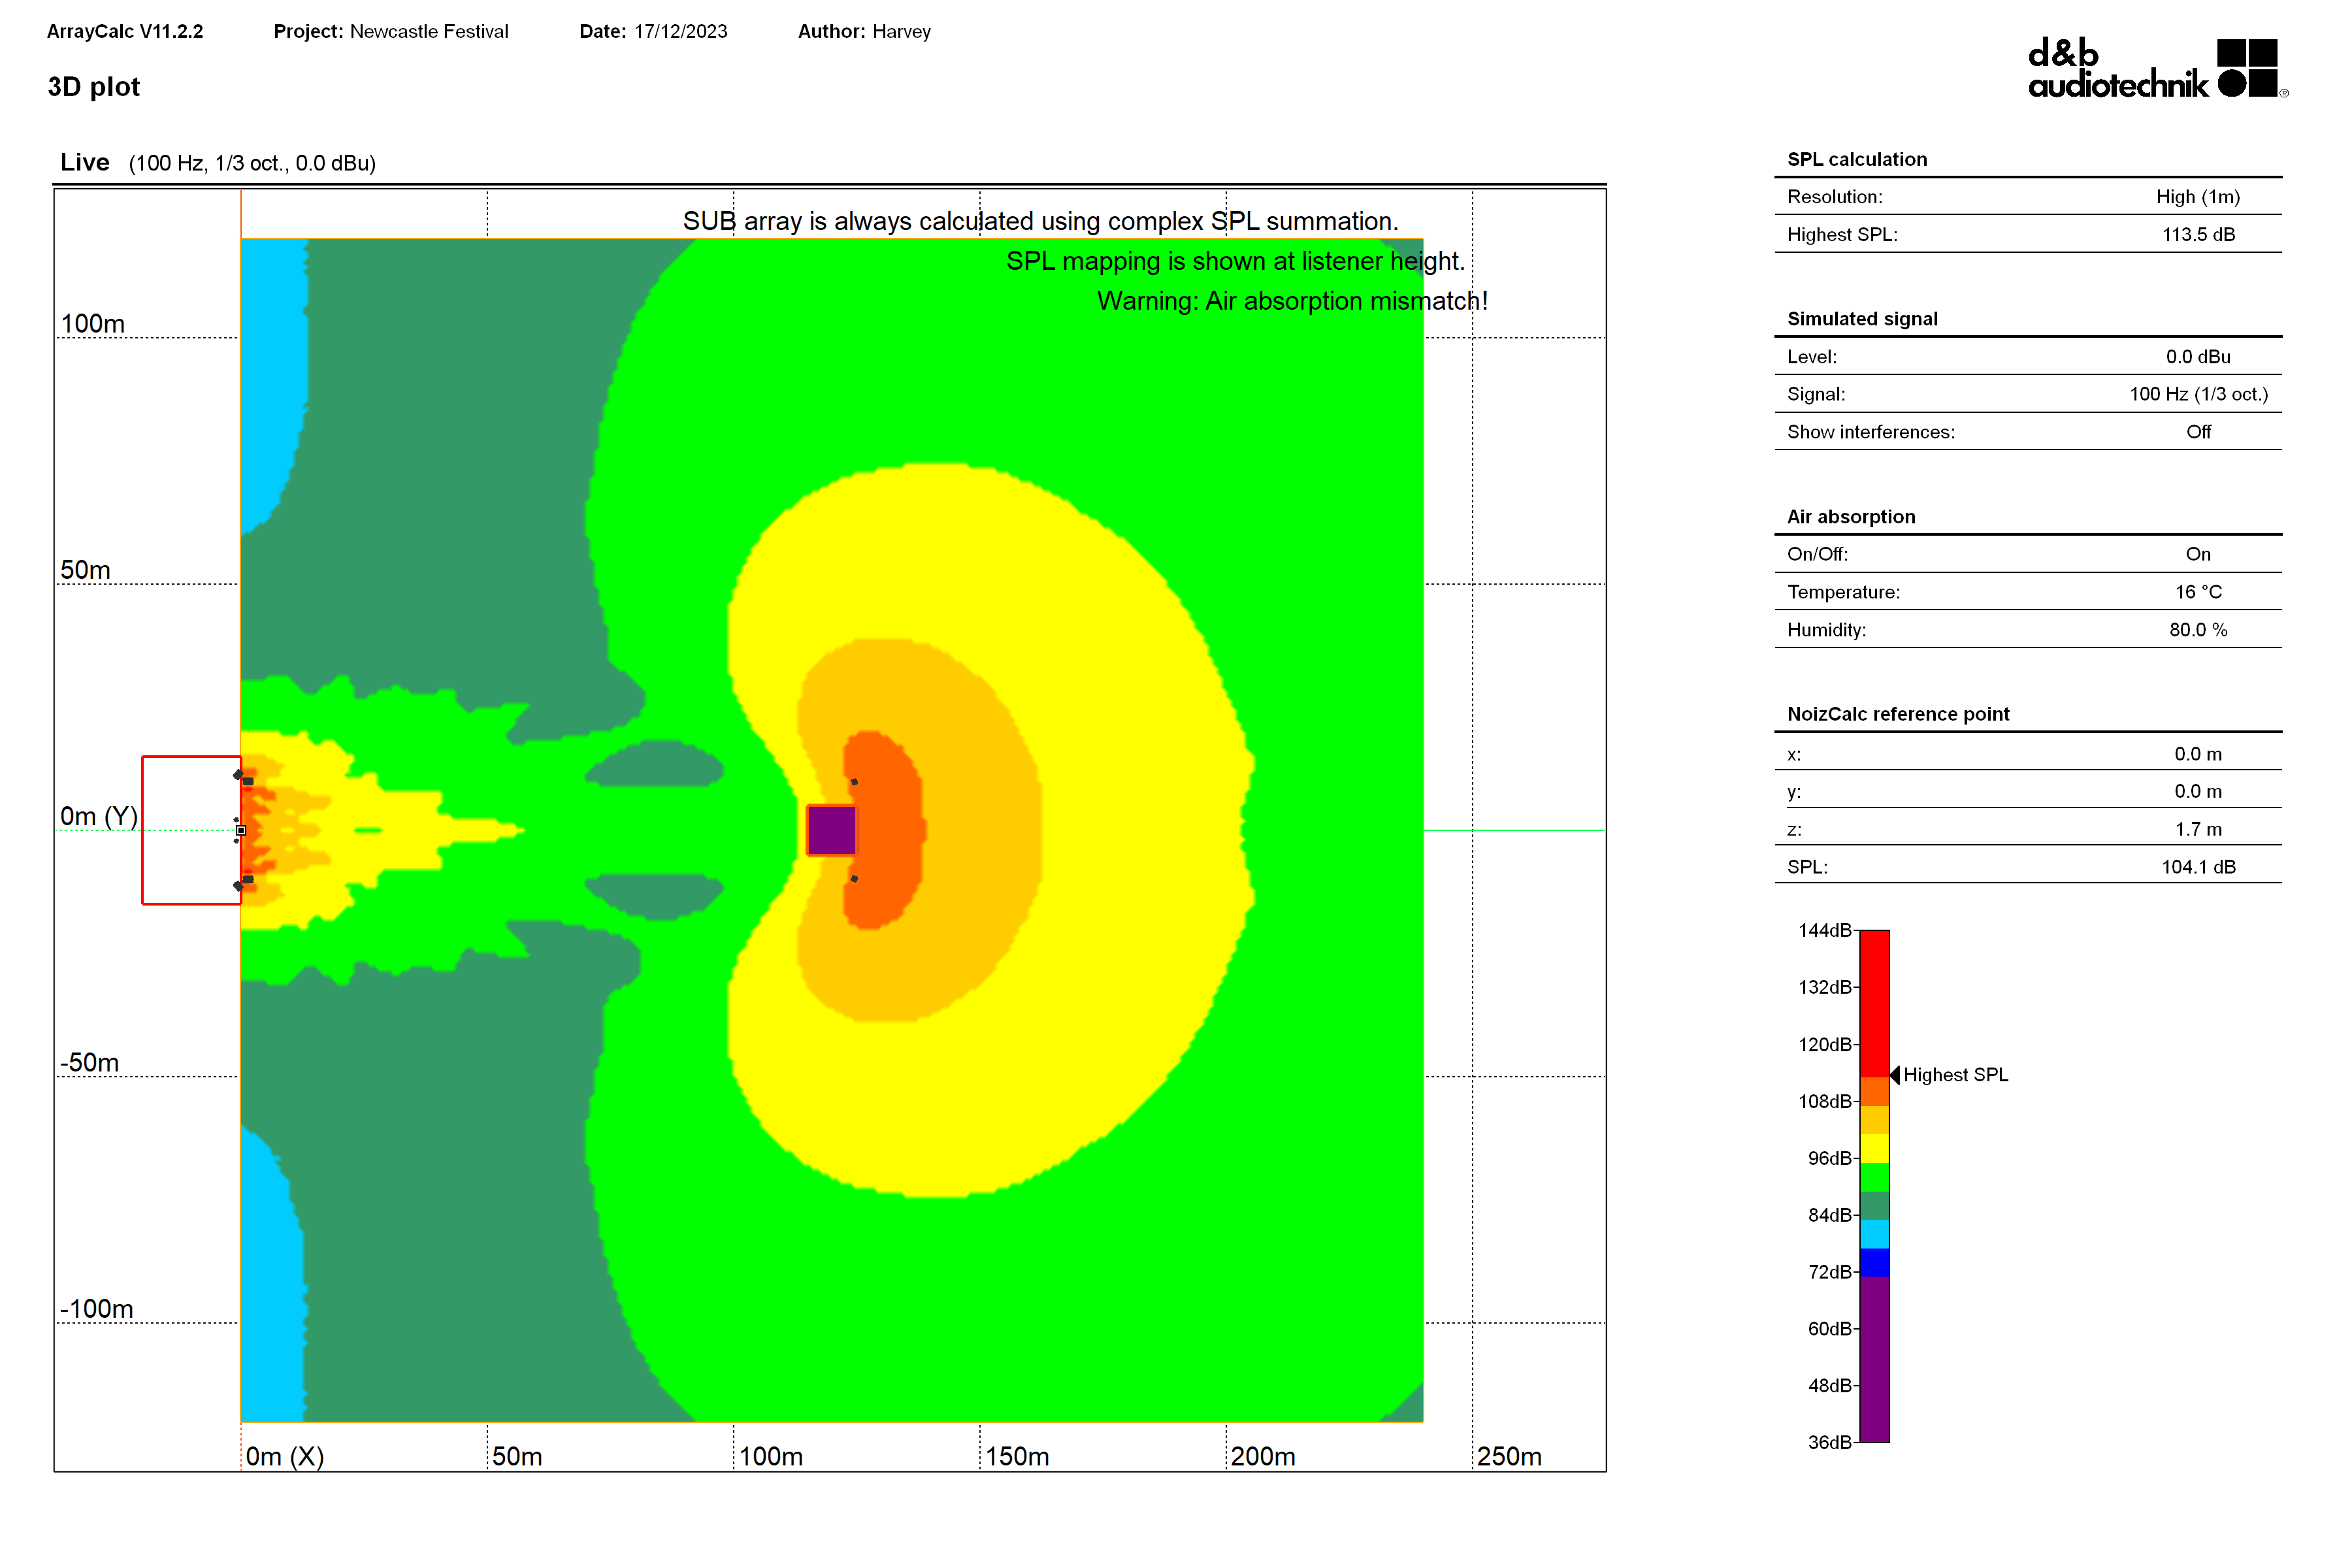 ArrayCalc V11.2.2 Project: Newcastle Festival Date: 17/12/2023 Author: Harvey
3D plot
d&b
audiotechnik ®
Live (100 Hz, 1/3 oct., 0.0 dBu)
SUB array is always calculated using complex SPL summation.
SPL mapping is shown at listener height.
Warning: Air absorption mismatch!
100m
50m
0m (Y)
-50m
-100m
0m (X) 50m 100m 150m 200m 250m
SPL calculation
Resolution: High (1m)
Highest SPL: 113.5 dB
Simulated signal
Level: 0.0 dBu
Signal: 100 Hz (1/3 oct.)
Show interferences: Off
Air absorption
On/Off: On
Temperature: 16 °C
Humidity: 80.0 %
NoizCalc reference point
x: 0.0 m
y: 0.0 m
z: 1.7 m
SPL: 104.1 dB
144dB
132dB
120dB
Highest SPL
108dB
96dB
84dB
72dB
60dB
48dB
36dB